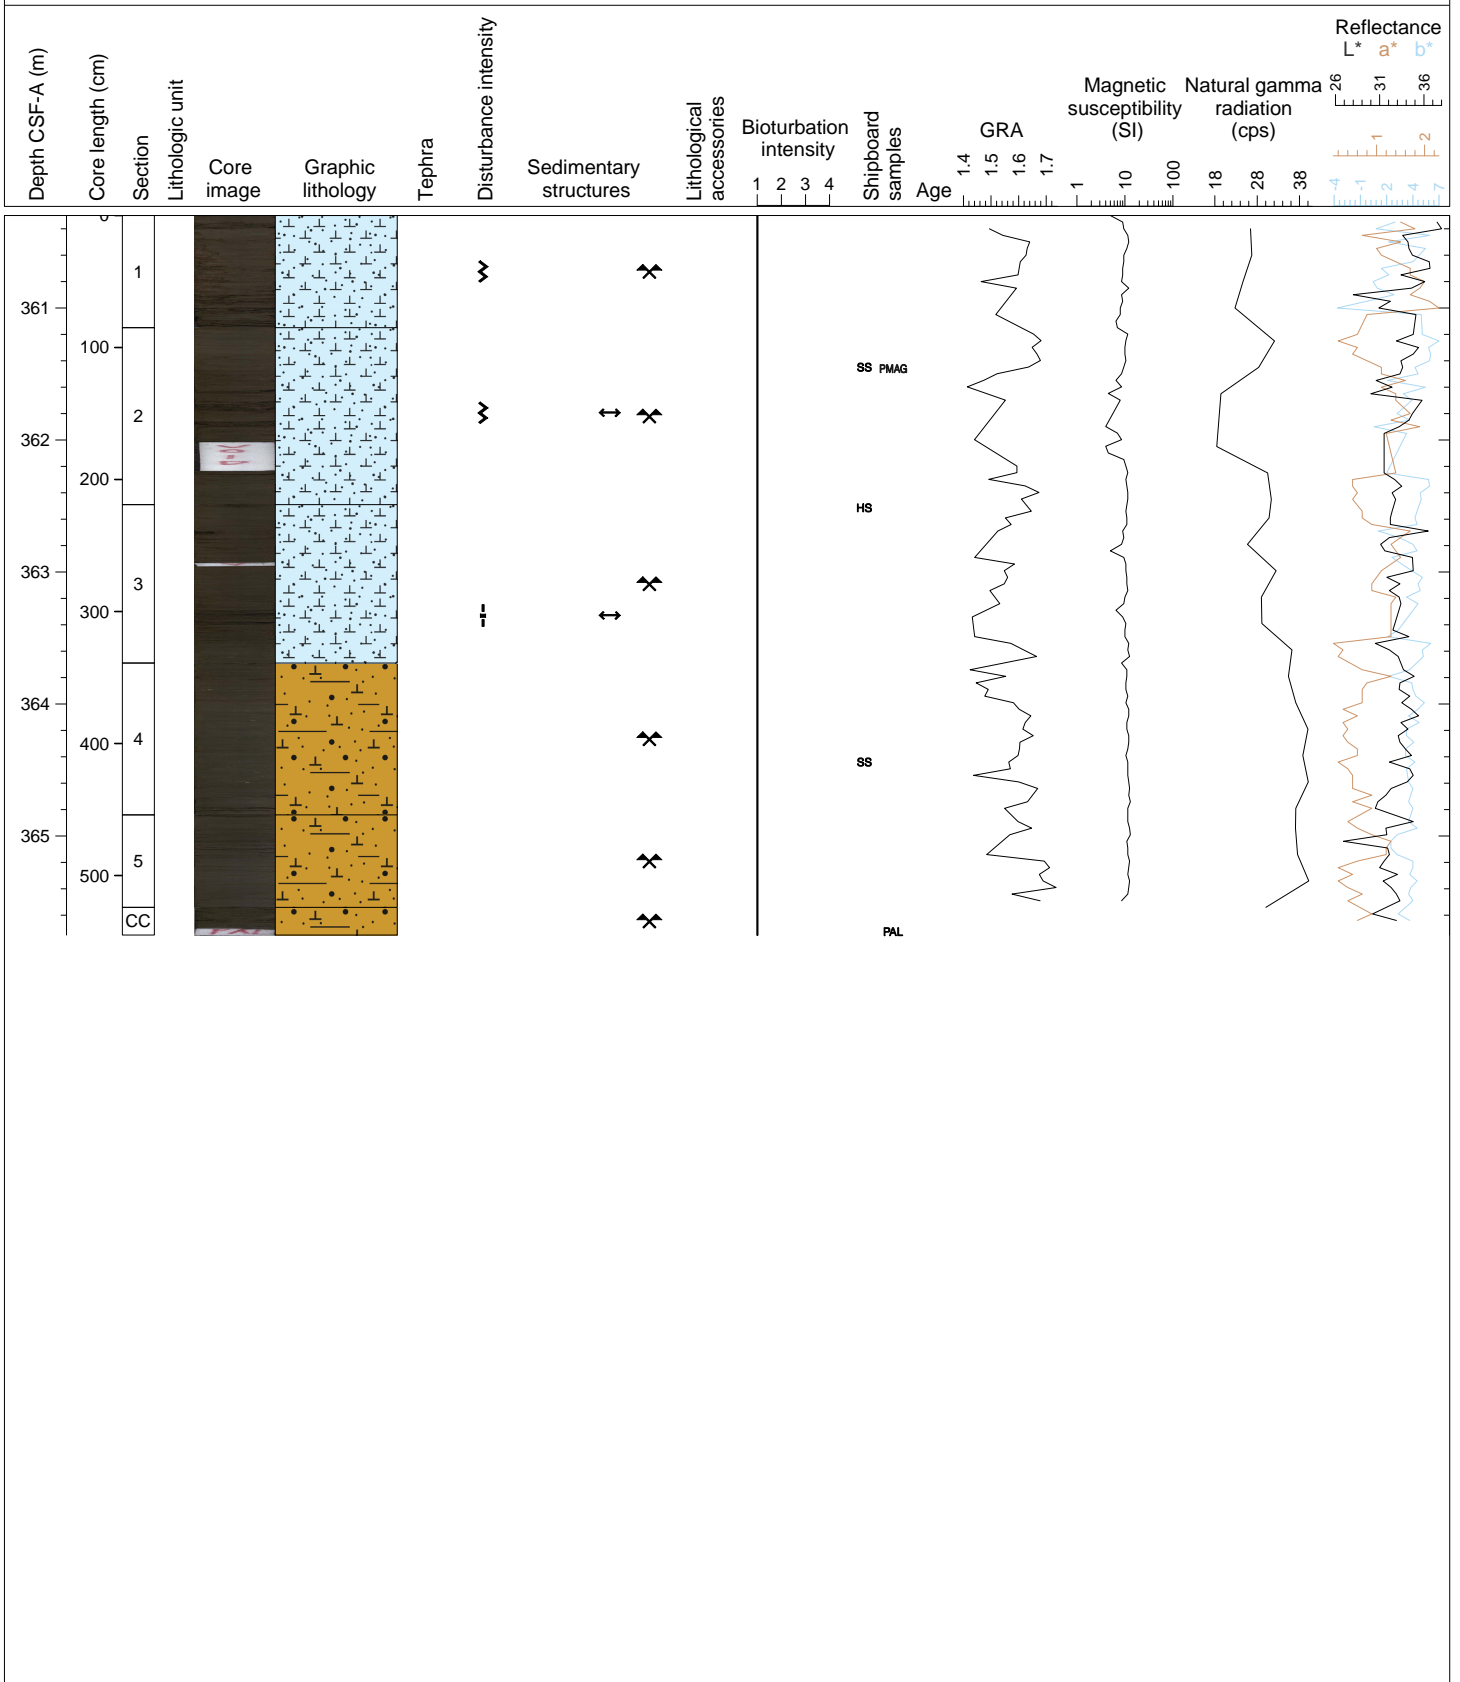 Depth CSF-A (m)
Core length (cm)
Section
Lithologic unit
Core image
Graphic lithology
Tephra
Disturbance intensity
Sedimentary structures
Lithological accessories
Bioturbation intensity
1 2 3 4
Shipboard samples
Age
GRA
1.4 1.5 1.6 1.7
Magnetic susceptibility (SI)
1 10 100
Natural gamma radiation (cps)
18 28 38
Reflectance
L* a* b*
26 31 36
1 2
-4 -1 2 4 7
0
1
361
100
SS PMAG
2
362
200
HS
363
3
300
364
400
4
SS
365
5
500
CC
PAL